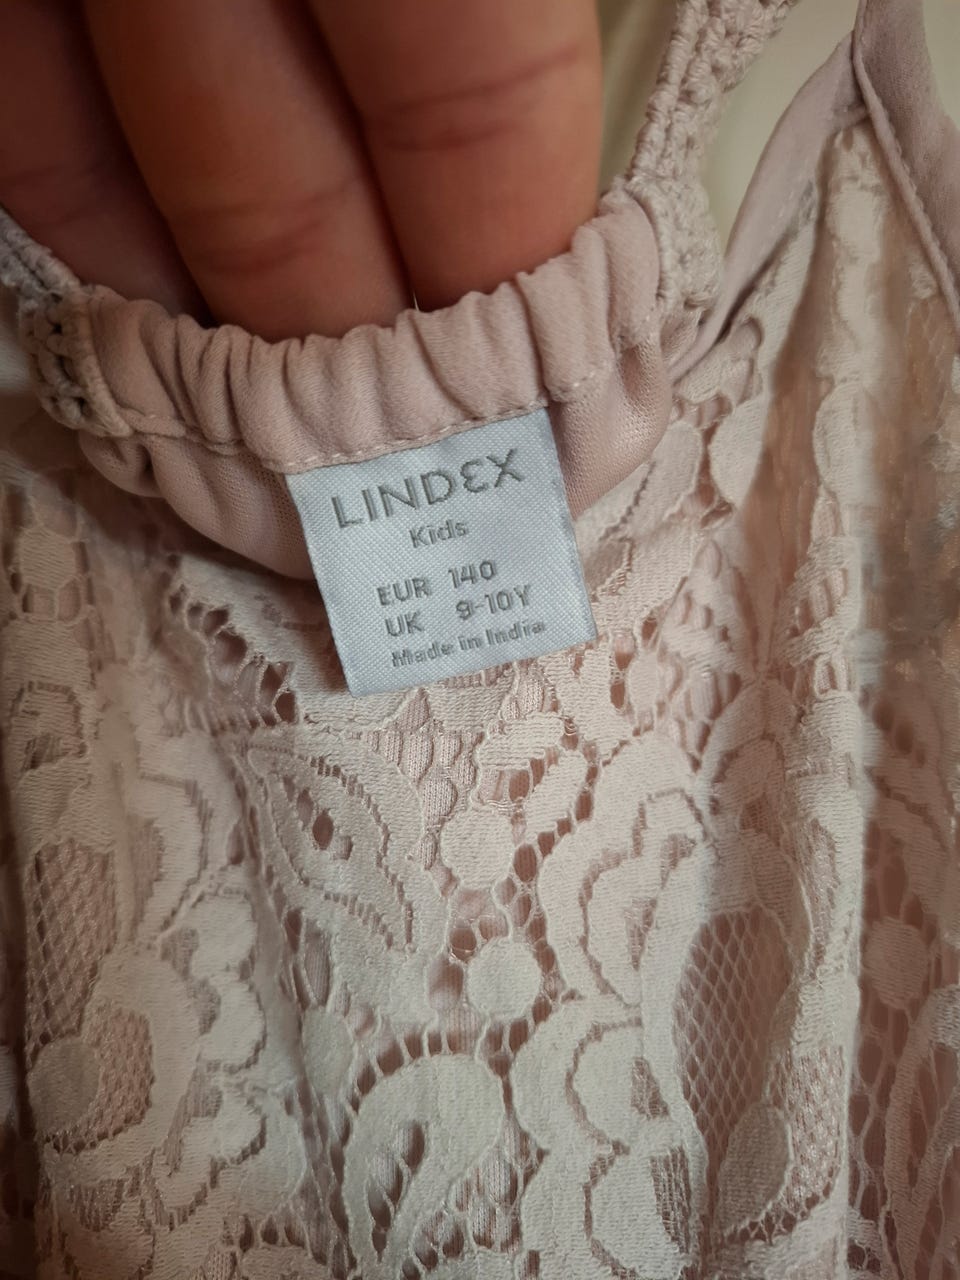 LINDEX
Kids
EUR 140
UK 9-10Y
Made in India